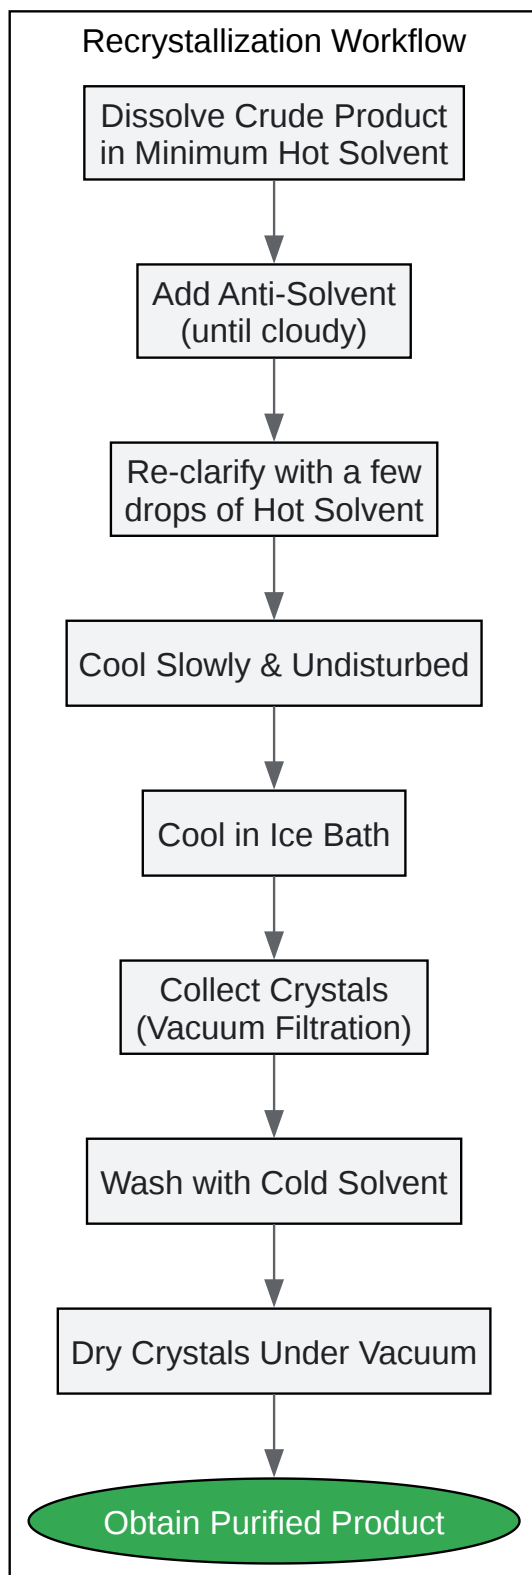 Recrystallization Workflow
Dissolve Crude Product
in Minimum Hot Solvent
Add Anti-Solvent
(until cloudy)
Re-clarify with a few
drops of Hot Solvent
Cool Slowly & Undisturbed
Cool in Ice Bath
Collect Crystals
(Vacuum Filtration)
Wash with Cold Solvent
Dry Crystals Under Vacuum
Obtain Purified Product